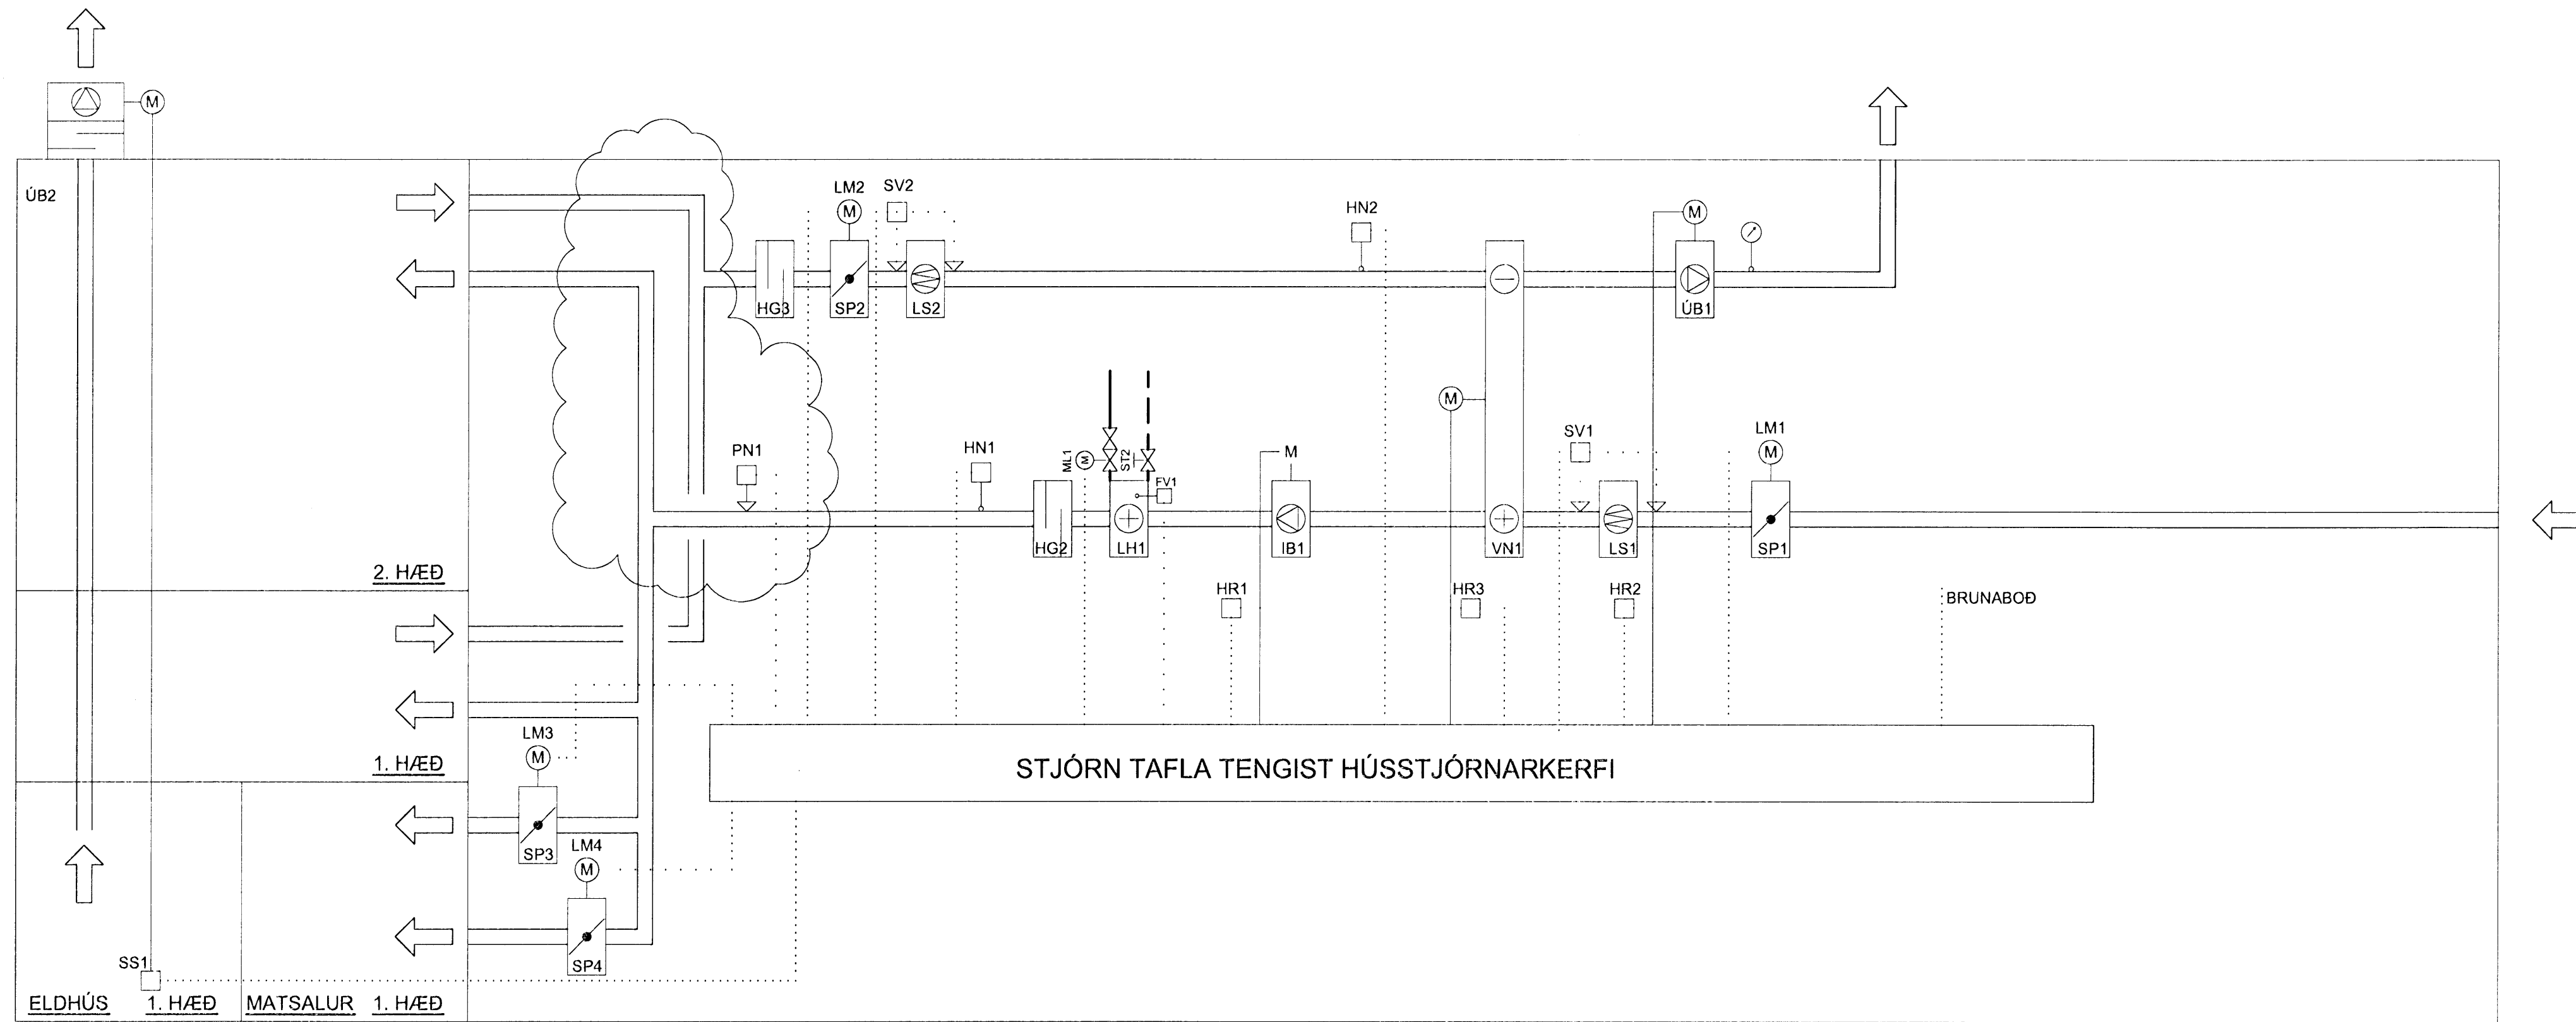 M
ÚB2
LM2
SV2
M
HN2
M
HG3
SP2
LS2
ÚB1
M
PN1
HN1
ML1
M
ST2
FV1
M
SV1
LM1
M
HG2
LH1
IB1
VN1
LS1
SP1
2. HÆÐ
HR1
HR3
HR2
BRUNABOÐ
LM3
M
1. HÆÐ
STJÓRN TAFLA TENGIST HÚSSTJÓRNARKERFI
SP3
LM4
M
SP4
SS1
ELDHÚS 1. HÆÐ MATSALUR 1. HÆÐ